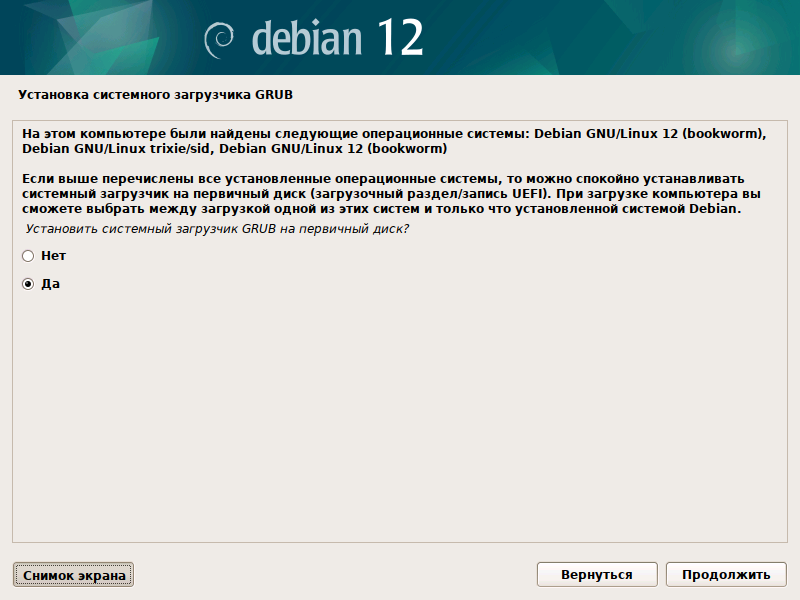 debian 12
Установка системного загрузчика GRUB
На этом компьютере были найдены следующие операционные системы: Debian GNU/Linux 12 (bookworm),
Debian GNU/Linux trixie/sid, Debian GNU/Linux 12 (bookworm)
Если выше перечислены все установленные операционные системы, то можно спокойно устанавливать
системный загрузчик на первичный диск (загрузочный раздел/запись UEFI). При загрузке компьютера вы
сможете выбрать между загрузкой одной из этих систем и только что установленной системой Debian.
Установить системный загрузчик GRUB на первичный диск?
Нет
Да
Снимок экрана
Вернуться
Продолжить